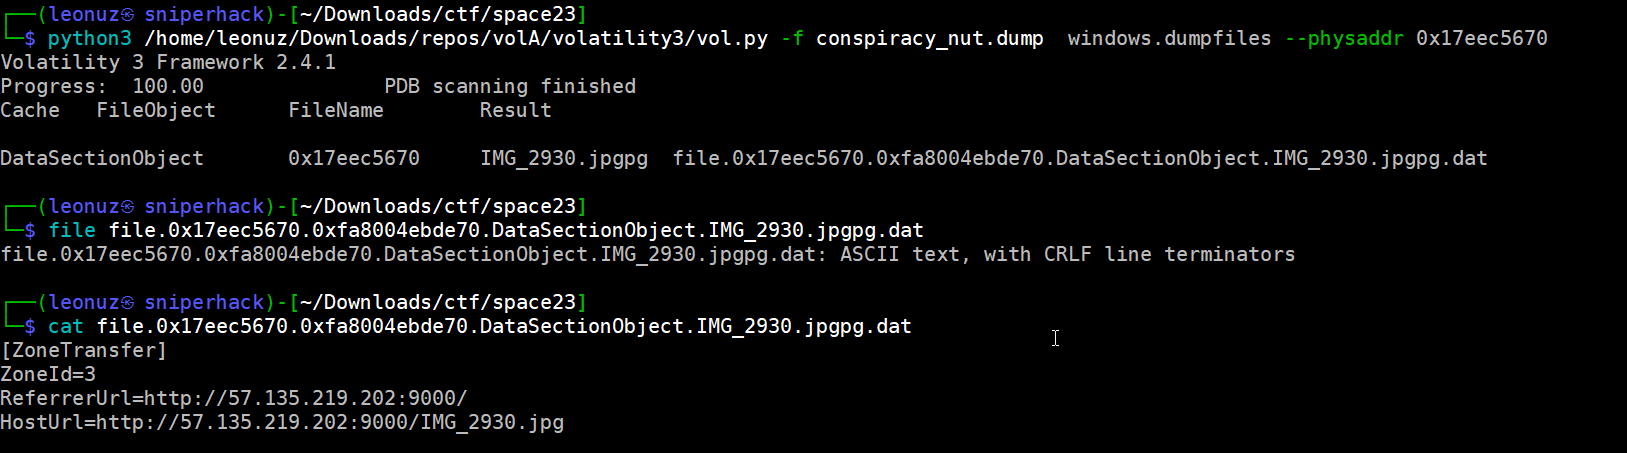 ┌──(leonuz㉿ sniperhack)-[~/Downloads/ctf/space23]
└─$ python3 /home/leonuz/Downloads/repos/volA/volatility3/vol.py -f conspiracy_nut.dump  windows.dumpfiles --physaddr 0x17eec5670
Volatility 3 Framework 2.4.1
Progress:  100.00               PDB scanning finished
Cache   FileObject      FileName        Result
DataSectionObject       0x17eec5670     IMG_2930.jpgpg  file.0x17eec5670.0xfa8004ebde70.DataSectionObject.IMG_2930.jpgpg.dat
┌──(leonuz㉿ sniperhack)-[~/Downloads/ctf/space23]
└─$ file file.0x17eec5670.0xfa8004ebde70.DataSectionObject.IMG_2930.jpgpg.dat
file.0x17eec5670.0xfa8004ebde70.DataSectionObject.IMG_2930.jpgpg.dat: ASCII text, with CRLF line terminators
┌──(leonuz㉿ sniperhack)-[~/Downloads/ctf/space23]
└─$ cat file.0x17eec5670.0xfa8004ebde70.DataSectionObject.IMG_2930.jpgpg.dat
[ZoneTransfer]
ZoneId=3
ReferrerUrl=http://57.135.219.202:9000/
HostUrl=http://57.135.219.202:9000/IMG_2930.jpg